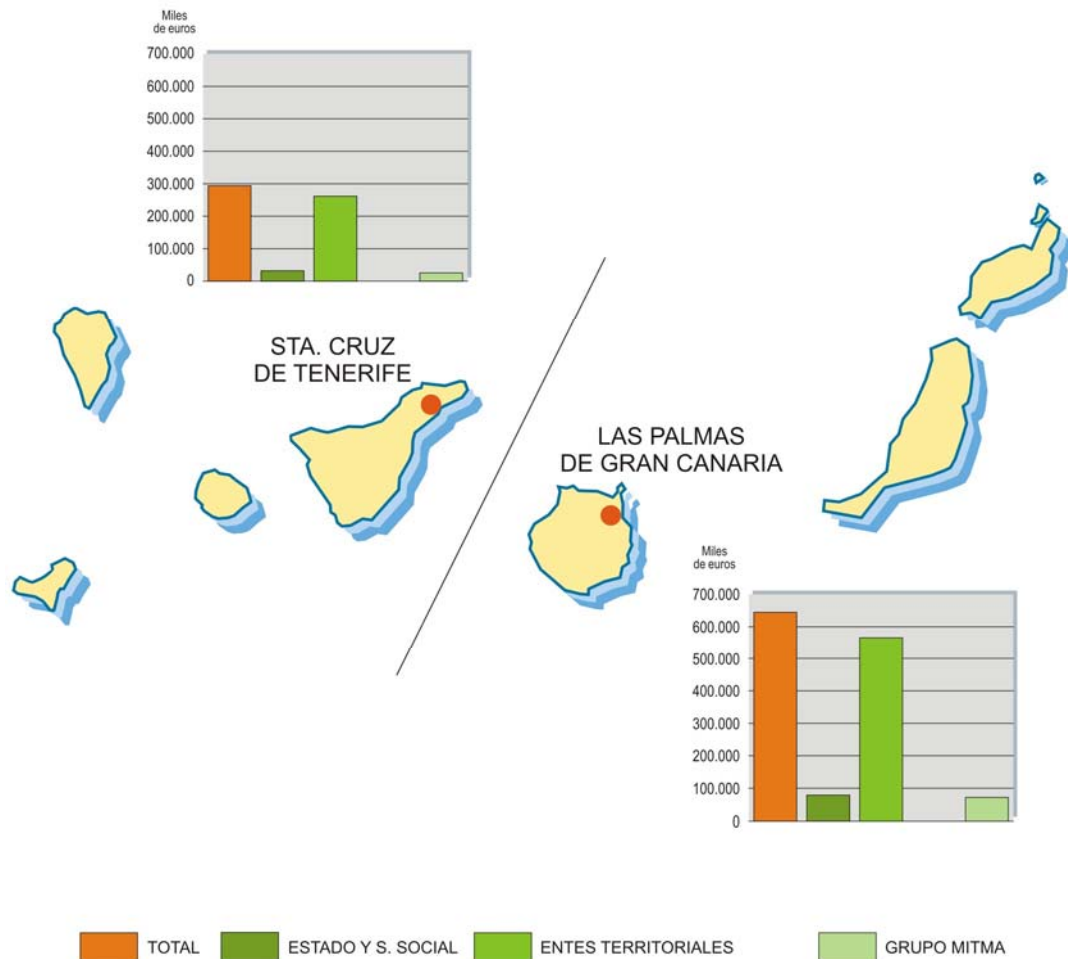 Miles
de euros
700.000
600.000
500.000
400.000
300.000
200.000
100.000
0
STA. CRUZ
DE TENERIFE
LAS PALMAS
DE GRAN CANARIA
Miles
de euros
700.000
600.000
500.000
400.000
300.000
200.000
100.000
0
TOTAL
ESTADO Y S. SOCIAL
ENTES TERRITORIALES
GRUPO MITMA